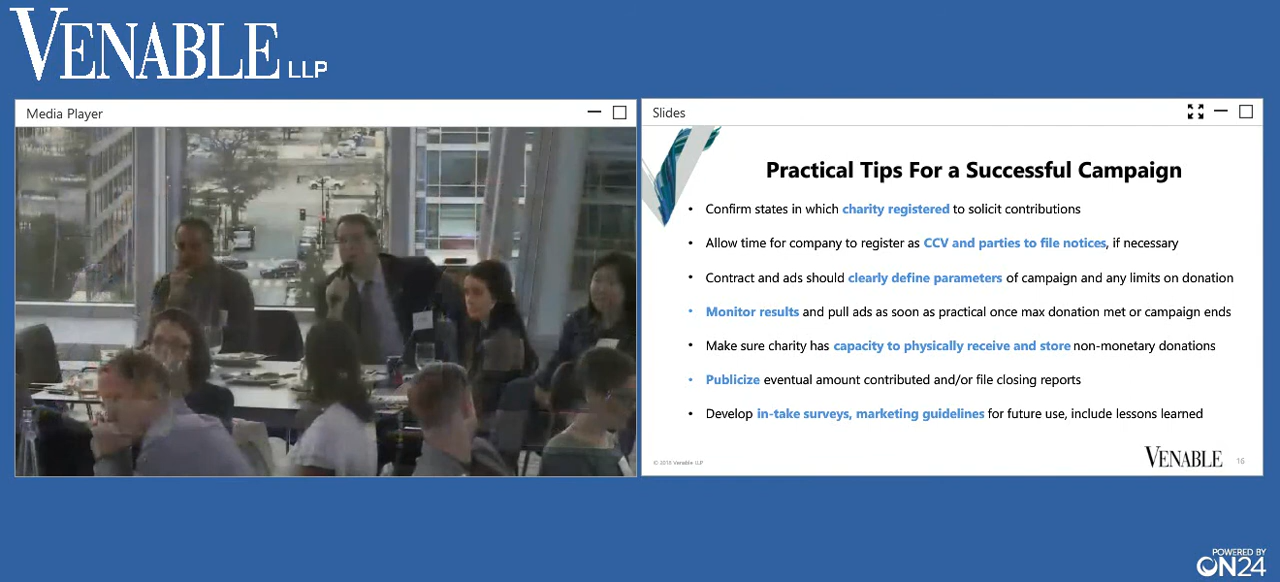 VENABLE LLP
Media Player
Slides
Practical Tips For a Successful Campaign
• Confirm states in which charity registered to solicit contributions
• Allow time for company to register as CCV and parties to file notices, if necessary
• Contract and ads should clearly define parameters of campaign and any limits on donation
• Monitor results and pull ads as soon as practical once max donation met or campaign ends
• Make sure charity has capacity to physically receive and store non-monetary donations
• Publicize eventual amount contributed and/or file closing reports
• Develop in-take surveys, marketing guidelines for future use, include lessons learned
© 2018 Venable LLP
VENABLE
16
POWERED BY
ON24